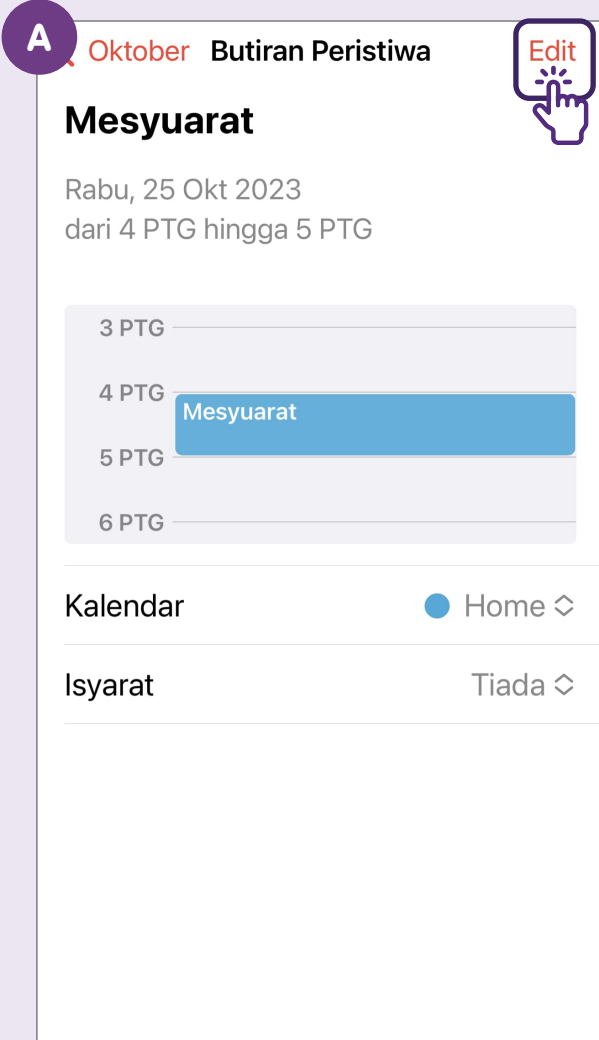 A
Oktober Butiran Peristiwa Edit
Mesyuarat
Rabu, 25 Okt 2023
dari 4 PTG hingga 5 PTG
3 PTG
4 PTG
Mesyuarat
5 PTG
6 PTG
Kalendar Home
Isyarat Tiada